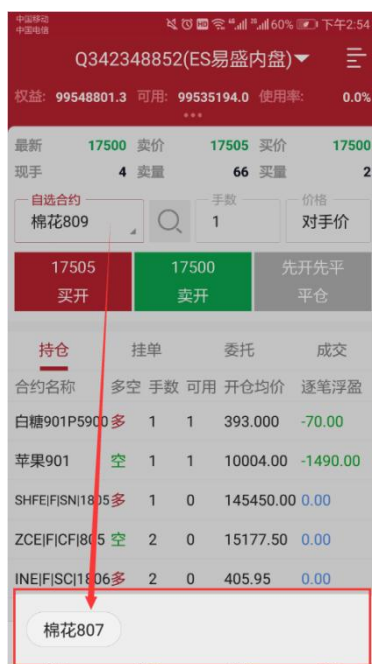 中国移动
中国电信
HD 60% 下午2:54
Q342348852(ES易盛内盘)
权益: 99548801.3 可用: 99535194.0 使用率: 0.0%
最新 17500 卖价 17505 买价 17500
现手 4 卖量 66 买量 2
自选合约 手数 价格
棉花809 1 对手价
17505 17500 先开先平
买开 卖开 平仓
持仓 挂单 委托 成交
合约名称 多空 手数 可用 开仓均价 逐笔浮盈
白糖901P5900 多 1 1 393.000 -70.00
苹果901 空 1 1 10004.00 -1490.00
SHFE|F|SN|1805 多 1 0 145450.00 0.00
ZCE|F|CF|805 空 2 0 15177.50 0.00
INE|F|SC|1806 多 2 0 405.95 0.00
棉花807